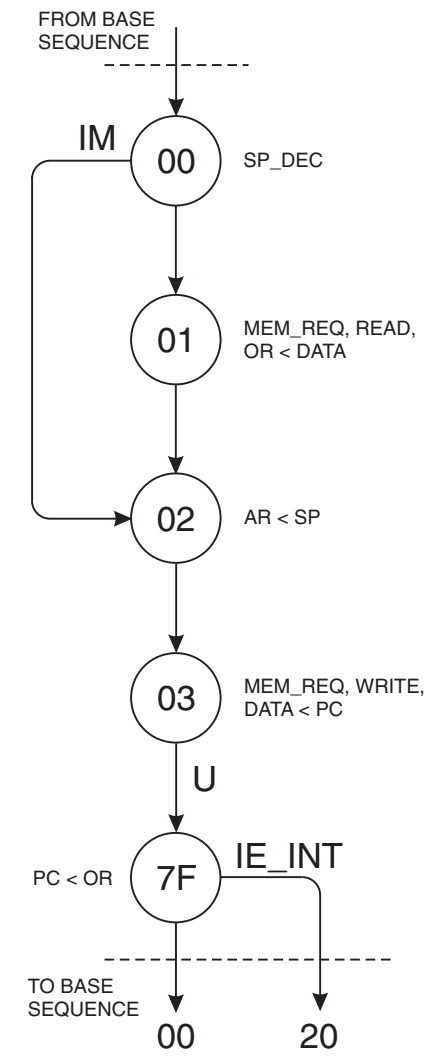 FROM BASE
SEQUENCE
IM
00
SP_DEC
01
MEM_REQ, READ,
OR < DATA
02
AR < SP
03
MEM_REQ, WRITE,
DATA < PC
U
IE_INT
PC < OR
7F
TO BASE
SEQUENCE
00
20